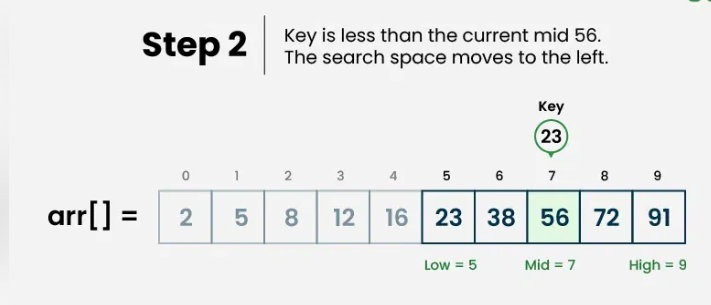 Step 2
Key is less than the current mid 56.
The search space moves to the left.
Key
23
0 1 2 3 4 5 6 7 8 9
arr[] = 2 5 8 12 16 23 38 56 72 91
Low = 5 Mid = 7 High = 9